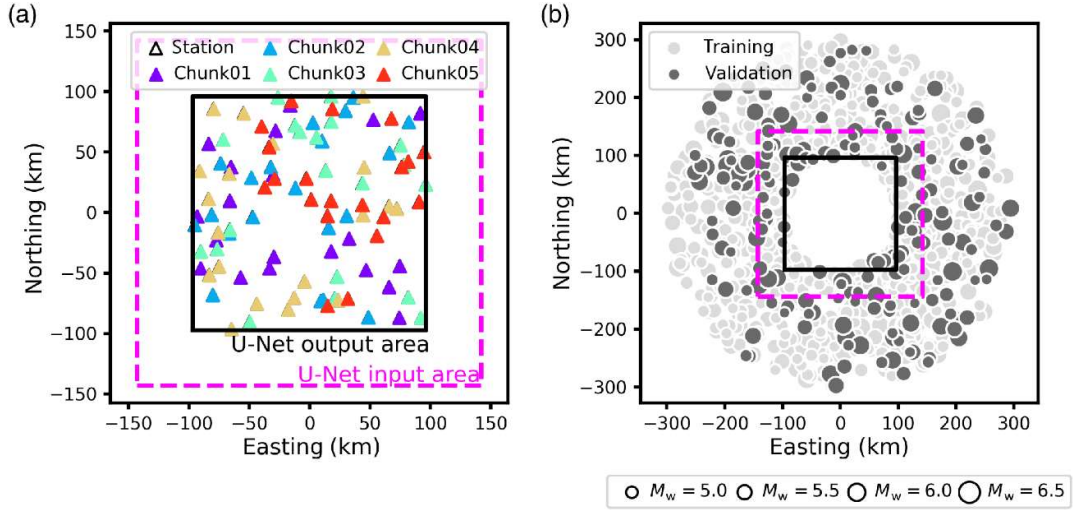 (a)
150
100
50
0
−50
−100
−150
Northing (km)
Station Chunk02 Chunk04
Chunk01 Chunk03 Chunk05
U-Net output area
U-Net input area
−150 −100 −50 0 50 100 150
Easting (km)
(b)
300
200
100
0
−100
−200
−300
Northing (km)
Training
Validation
−300 −200 −100 0 100 200 300
Easting (km)
Mw = 5.0 Mw = 5.5 Mw = 6.0 Mw = 6.5